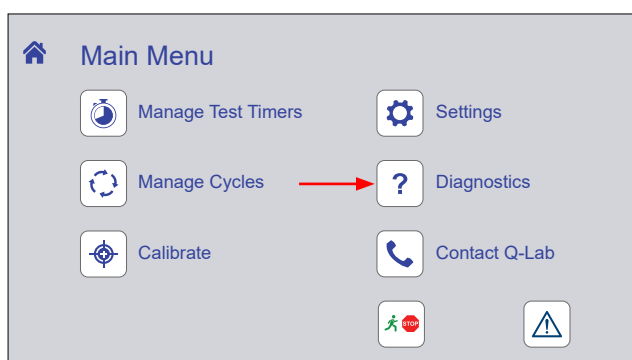 Main Menu
Manage Test Timers
Settings
Manage Cycles
?
Diagnostics
Calibrate
Contact Q-Lab
STOP